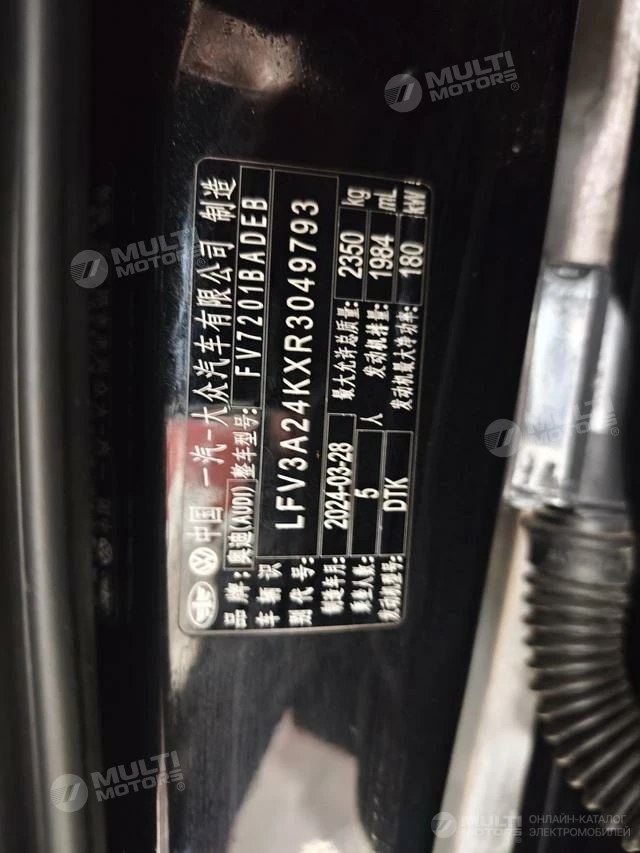 中国 一汽-大众汽车有限公司 制造
品牌: 奥迪(AUDI) 整车型号: FV7201BADEB
车辆识别代号: LFV3A24KXR3049793
制造年月: 2024-03-28 最大允许总质量: 2350 kg
乘坐人数: 5 人 发动机排量: 1984 mL
发动机型号: DTK 发动机最大净功率: 180 kW
MULTI
MOTORS®
MULTI
MOTORS®
MULTI
MOTORS®
MULTI
MOTORS®
MULTI
MOTORS®
ОНЛАЙН-КАТАЛОГ
ЭЛЕКТРОМОБИЛЕЙ